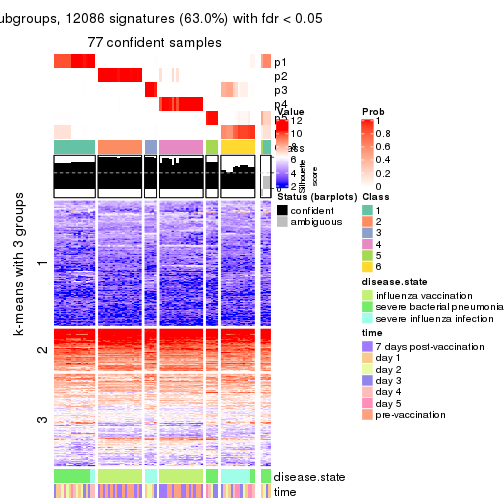 ubgroups, 12086 signatures (63.0%) with fdr < 0.05
77 confident samples
p1
p2
p3
p4
Value
12
10
8
6
4
2
Silhouette
score
Prob
1
0.8
0.6
0.4
0.2
0
Status (barplots)
confident
ambiguous
Class
1
2
3
4
5
6
disease.state
influenza vaccination
severe bacterial pneumonia
severe influenza infection
time
7 days post-vaccination
day 1
day 2
day 3
day 4
day 5
pre-vaccination
k-means with 3 groups
1
2
3
disease.state
time